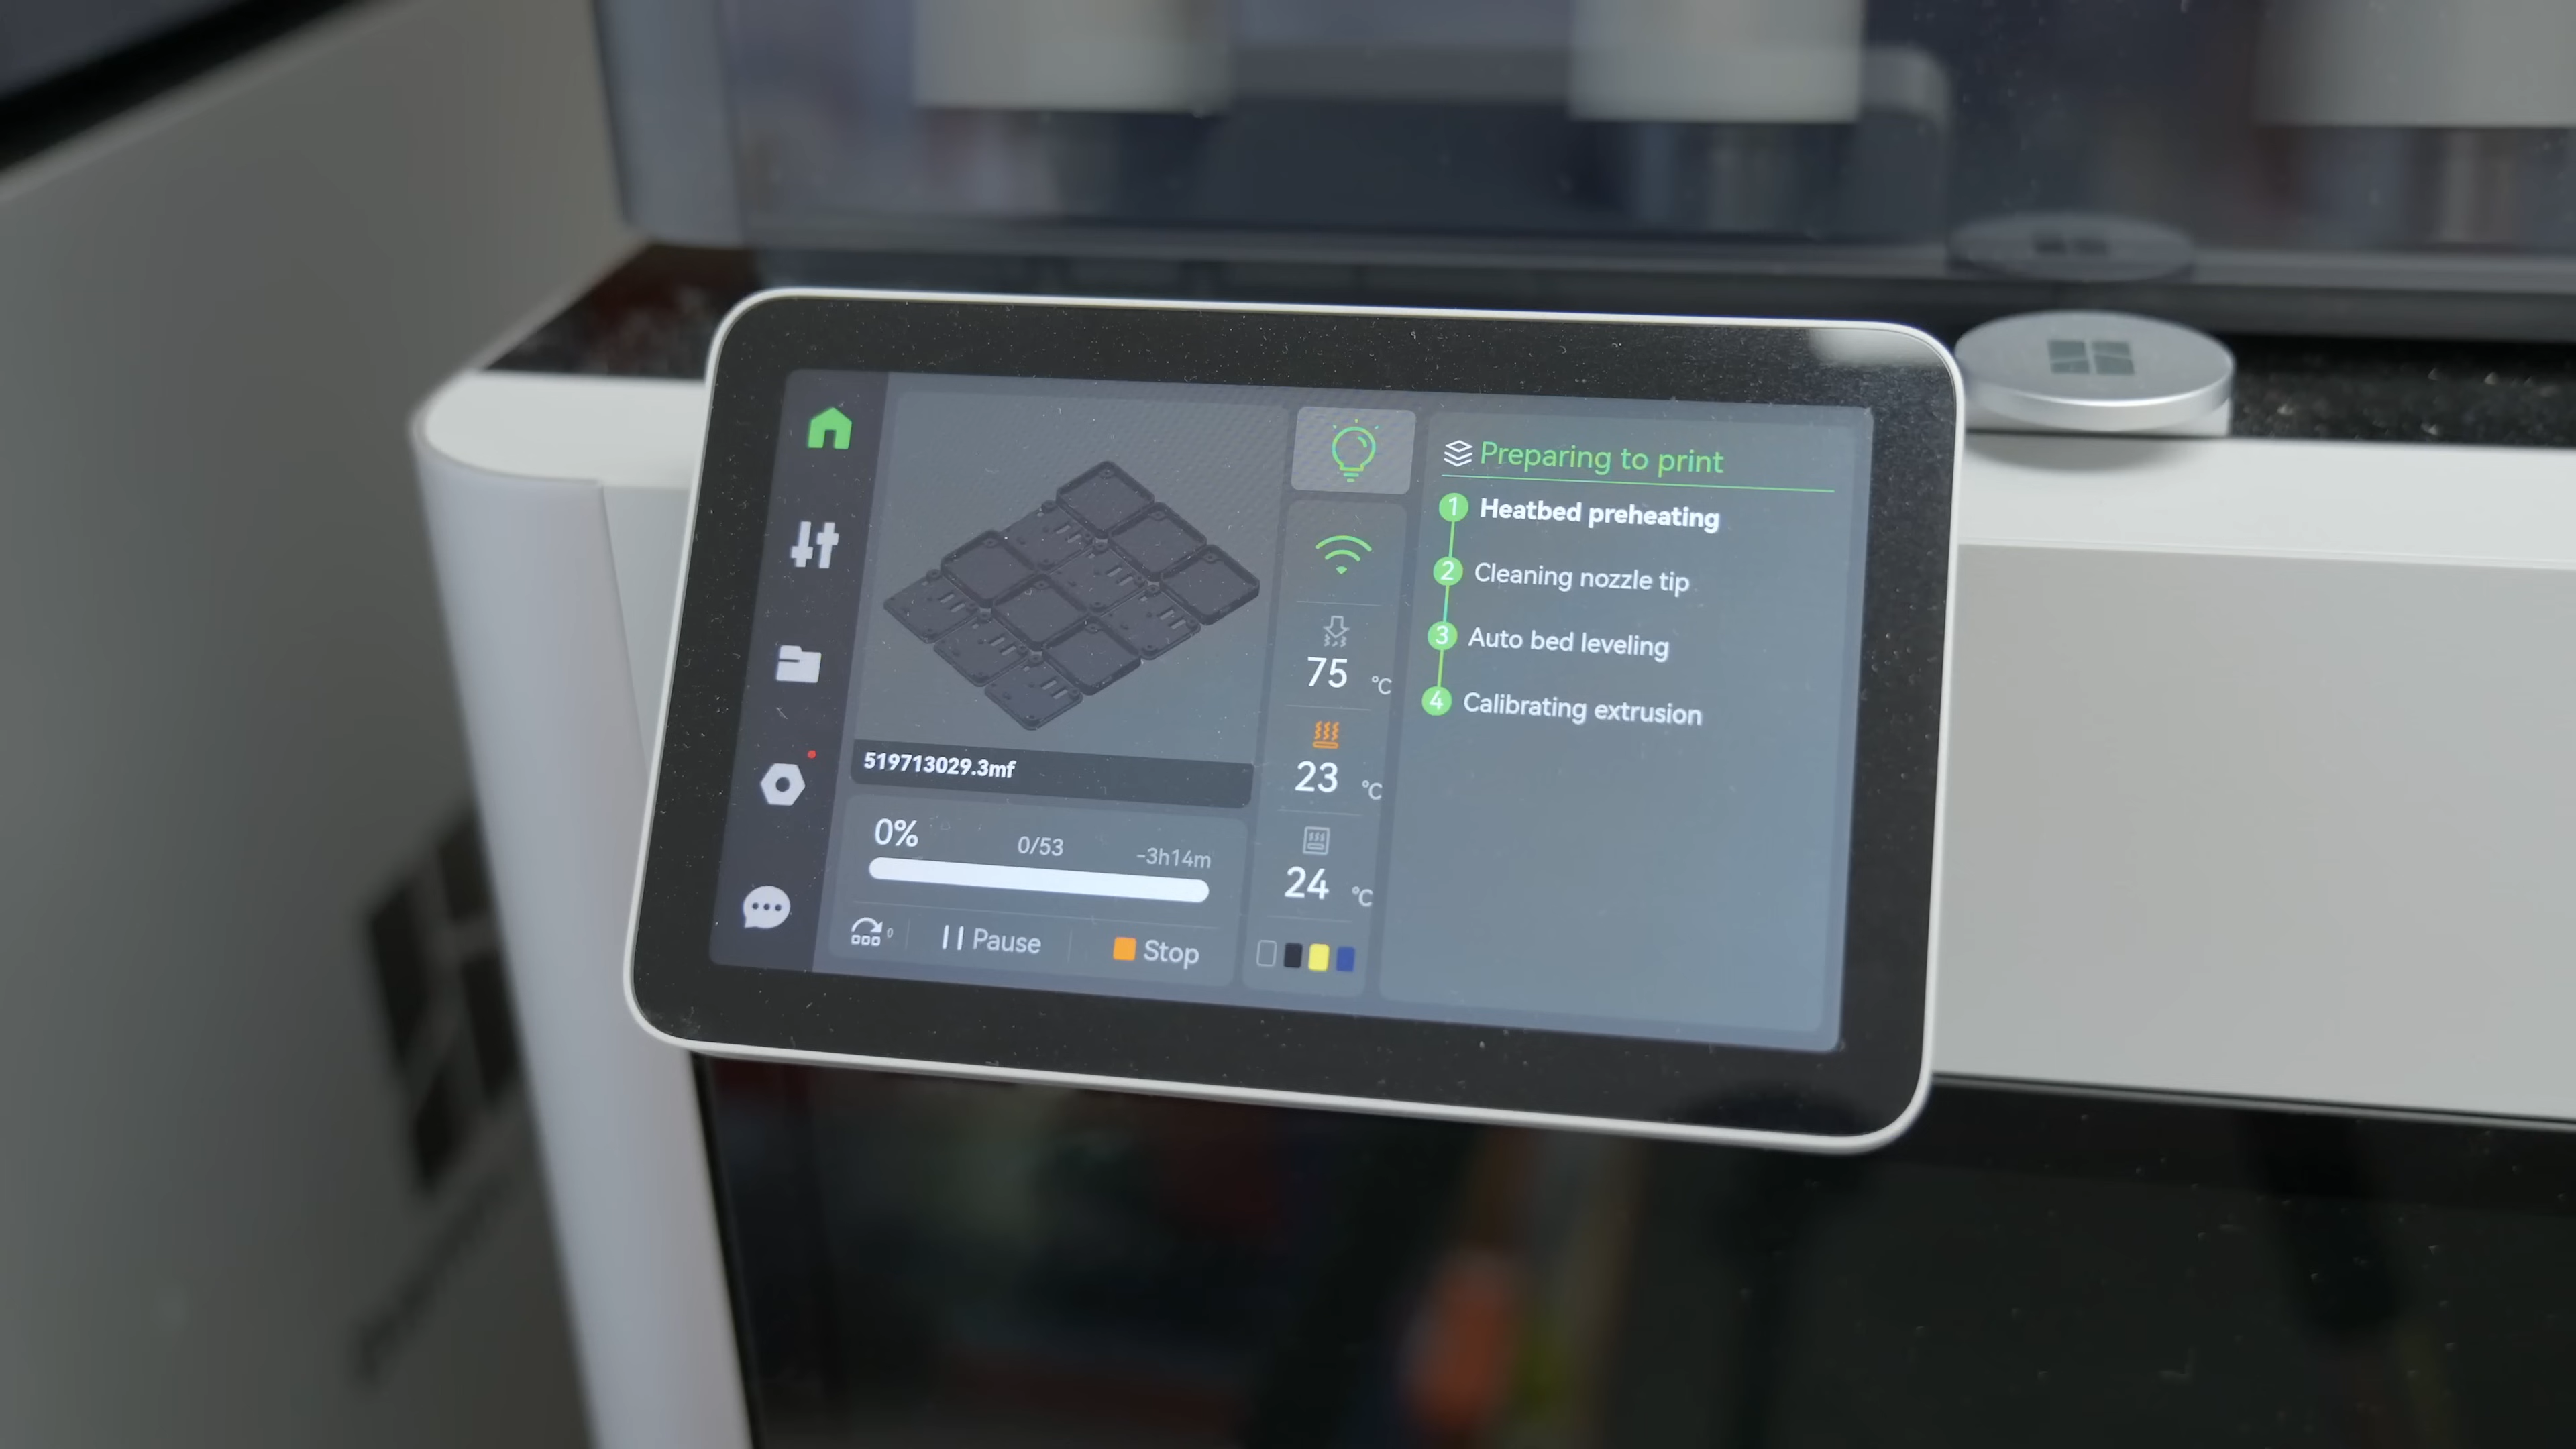 519713029.3mf
0%
0/53
-3h14m
0
Pause
Stop
75 °C
23 °C
24 °C
Preparing to print
1 Heatbed preheating
2 Cleaning nozzle tip
3 Auto bed leveling
4 Calibrating extrusion